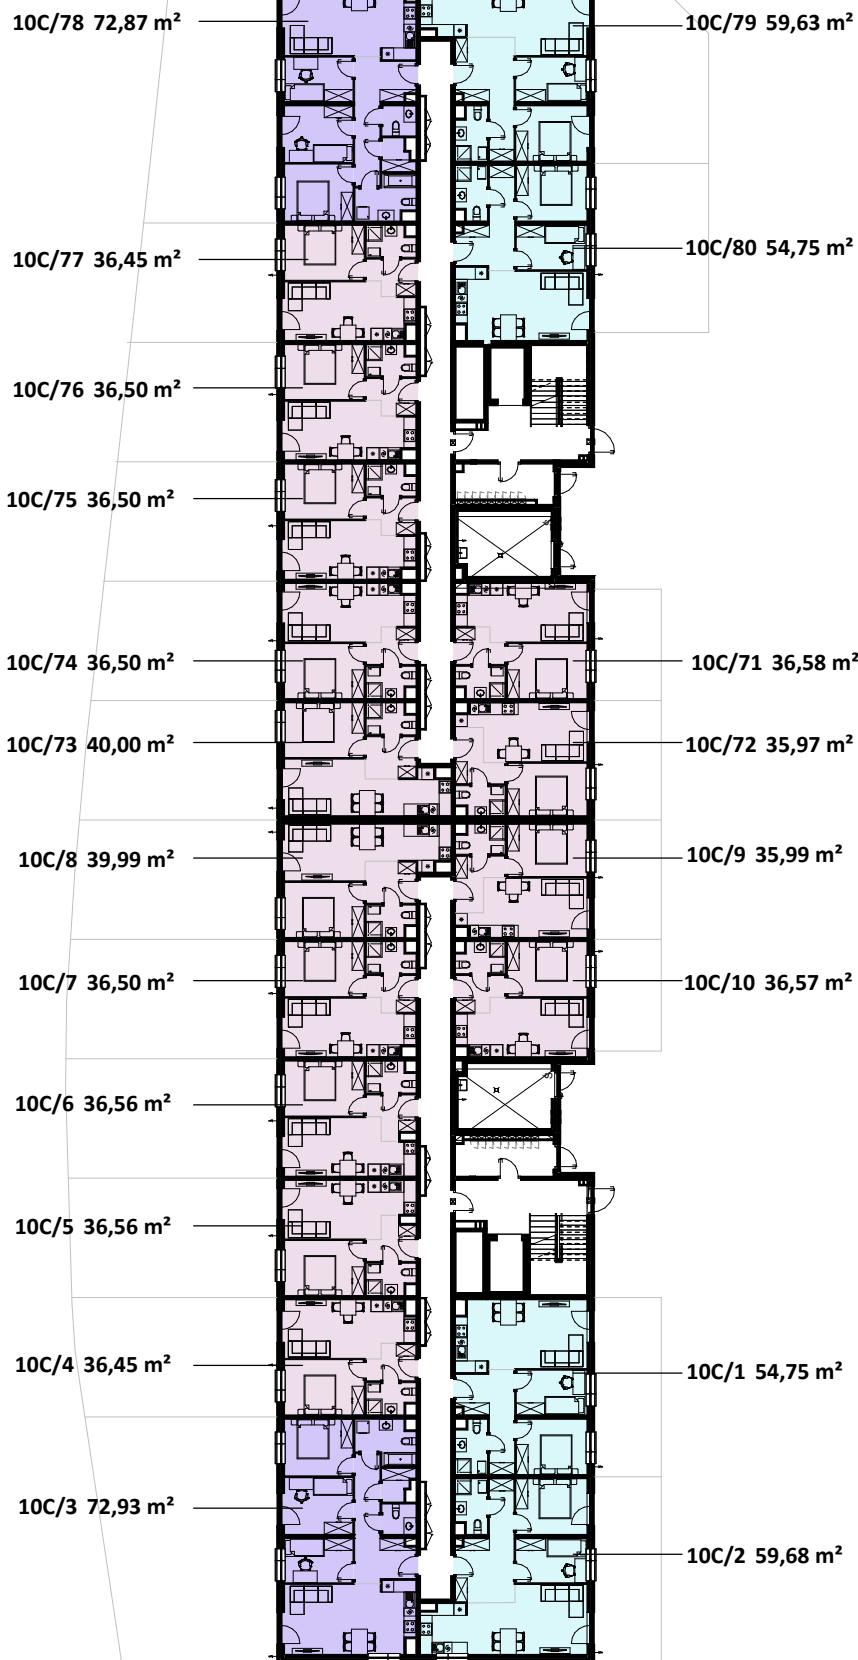 10C/78 72,87 m²
10C/79 59,63 m²
10C/77 36,45 m²
10C/80 54,75 m²
10C/76 36,50 m²
10C/75 36,50 m²
10C/74 36,50 m²
10C/71 36,58 m²
10C/73 40,00 m²
10C/72 35,97 m²
10C/8 39,99 m²
10C/9 35,99 m²
10C/7 36,50 m²
10C/10 36,57 m²
10C/6 36,56 m²
10C/5 36,56 m²
10C/4 36,45 m²
10C/1 54,75 m²
10C/3 72,93 m²
10C/2 59,68 m²